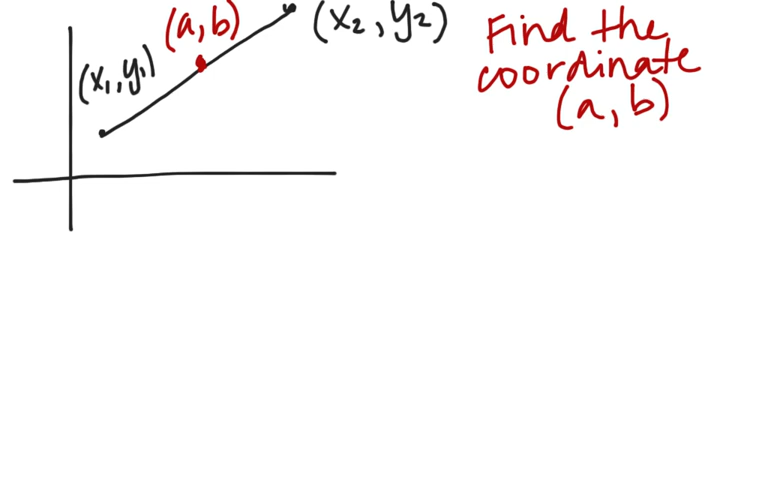 (a, b)
(x₂, y₂)
(x₁, y₁)
Find the
coordinate
(a, b)